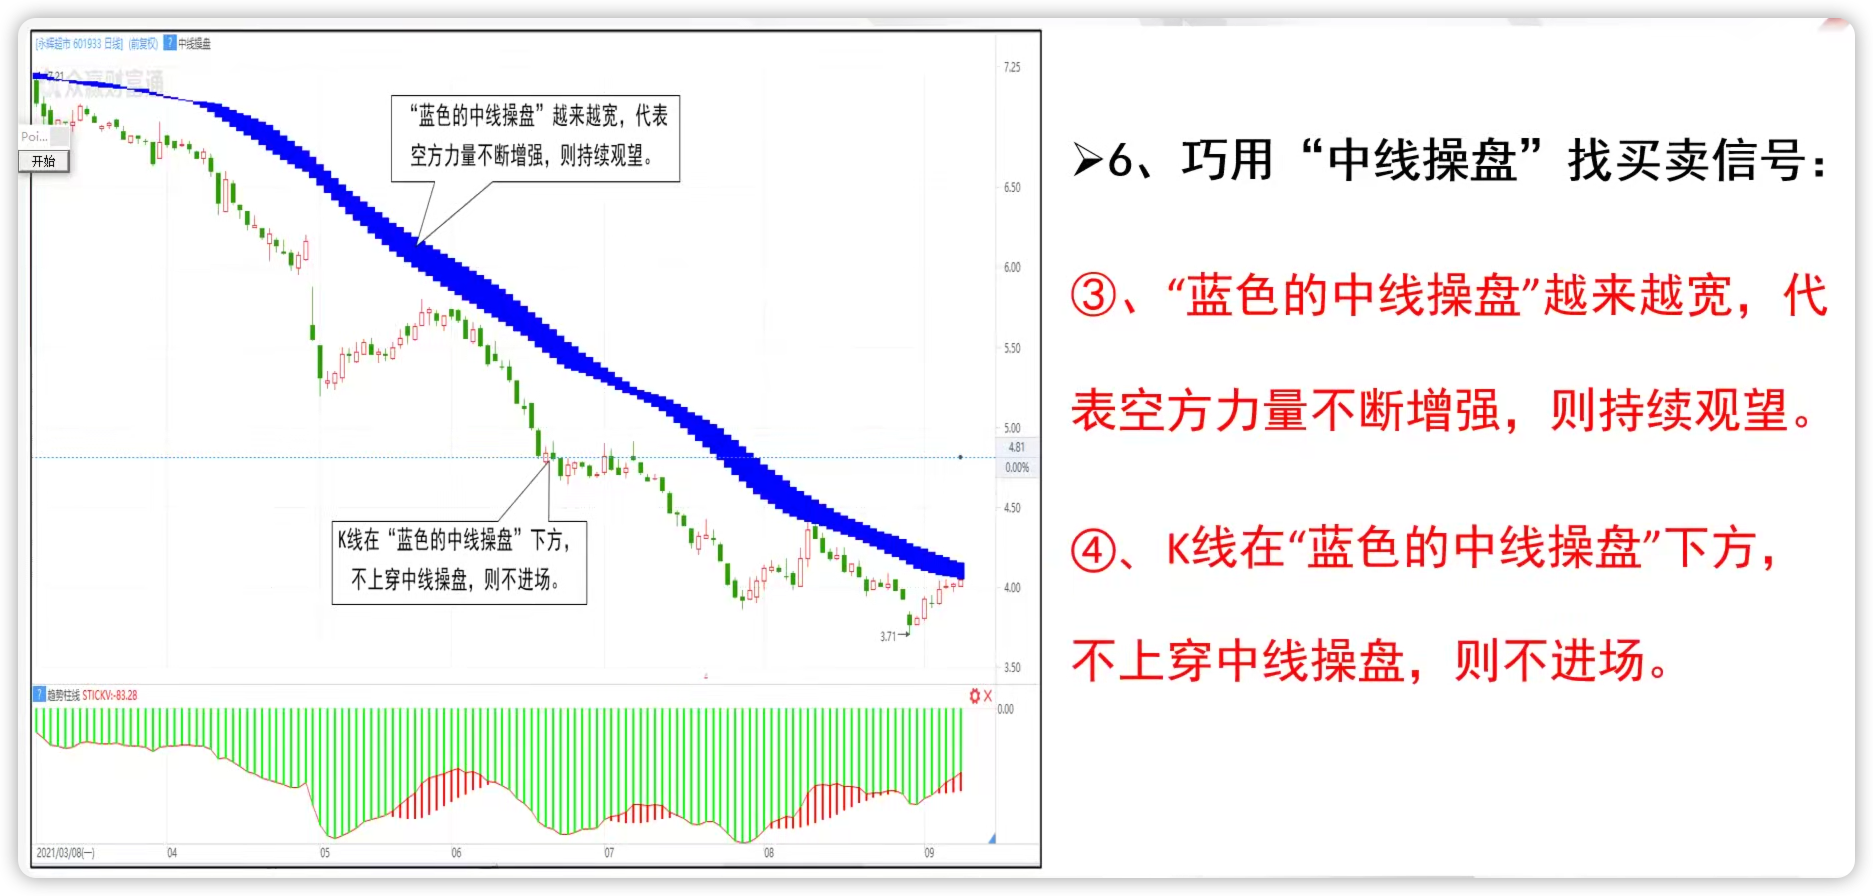 [永辉超市 601933 日线] (前复权) ? 中线操盘
7.21
众赢财富通
Poi...
开始
“蓝色的中线操盘”越来越宽，代表
空方力量不断增强，则持续观望。
K线在“蓝色的中线操盘”下方，
不上穿中线操盘，则不进场。
3.71
7.25
6.50
6.00
5.50
5.00
4.81
0.00%
4.50
4.00
3.50
? 趋势柱线 STICKV:-83.28
0.00
2021/03/08(一) 04 05 06 07 08 09
➢6、巧用“中线操盘”找买卖信号：
③、“蓝色的中线操盘”越来越宽，代
表空方力量不断增强，则持续观望。
④、K线在“蓝色的中线操盘”下方，
不上穿中线操盘，则不进场。